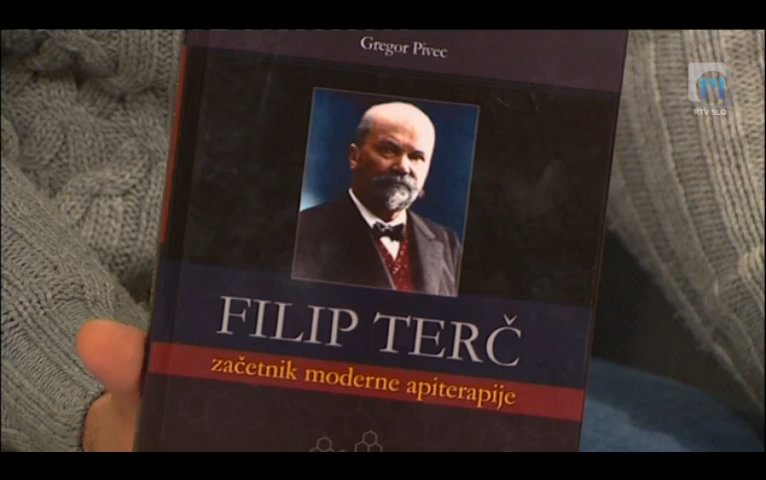 Gregor Pivec
RTV SLO
FILIP TERČ
začetnik moderne apiterapije